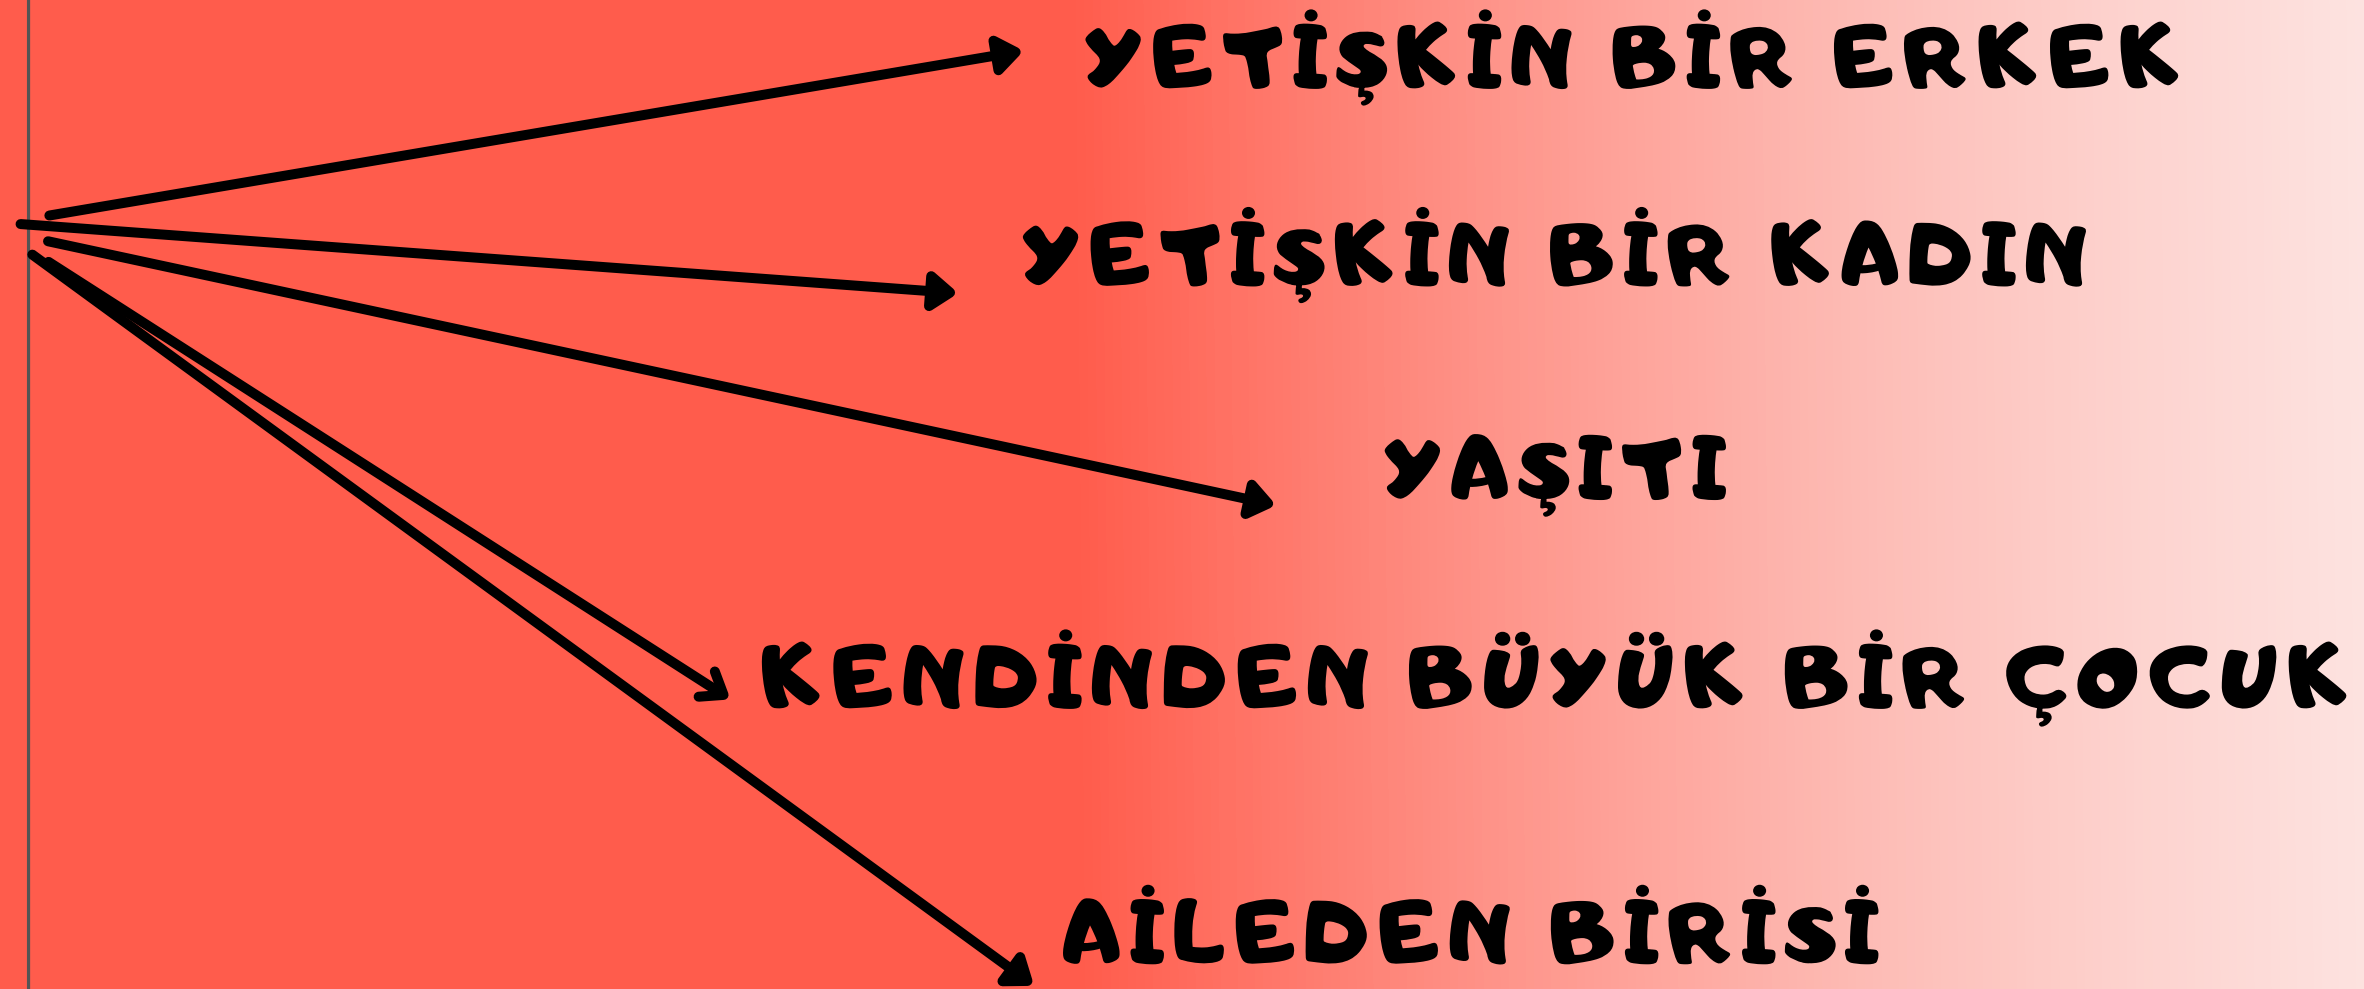 YETİŞKİN BİR ERKEK
YETİŞKİN BİR KADIN
YAŞITI
KENDİNDEN BÜYÜK BİR ÇOCUK
AİLEDEN BİRİSİ